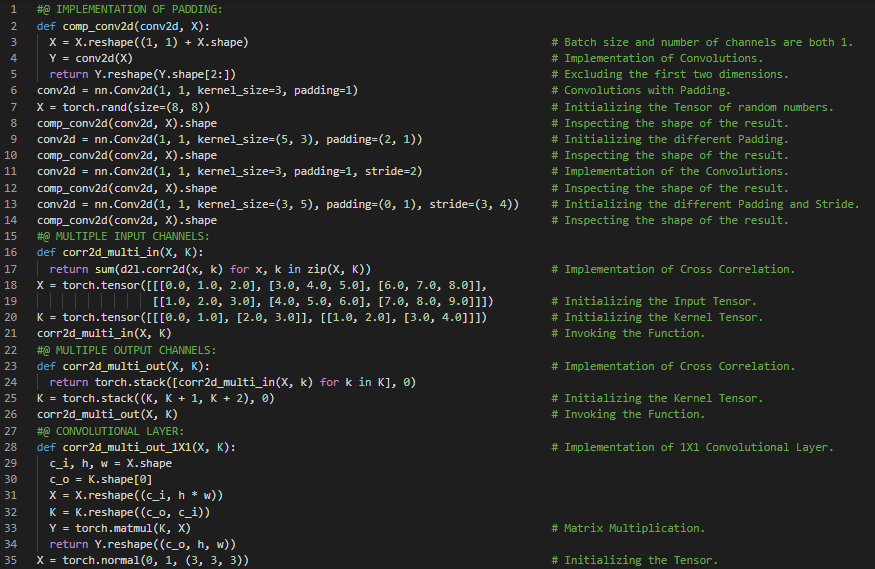 1 #@ IMPLEMENTATION OF PADDING:
2 def comp_conv2d(conv2d, X):
3     X = X.reshape((1, 1) + X.shape)    # Batch size and number of channels are both 1.
4     Y = conv2d(X)    # Implementation of Convolutions.
5     return Y.reshape(Y.shape[2:])    # Excluding the first two dimensions.
6 conv2d = nn.Conv2d(1, 1, kernel_size=3, padding=1)    # Convolutions with Padding.
7 X = torch.rand(size=(8, 8))    # Initializing the Tensor of random numbers.
8 comp_conv2d(conv2d, X).shape    # Inspecting the shape of the result.
9 conv2d = nn.Conv2d(1, 1, kernel_size=(5, 3), padding=(2, 1))    # Initializing the different Padding.
10 comp_conv2d(conv2d, X).shape    # Inspecting the shape of the result.
11 conv2d = nn.Conv2d(1, 1, kernel_size=3, padding=1, stride=2)    # Implementation of the Convolutions.
12 comp_conv2d(conv2d, X).shape    # Inspecting the shape of the result.
13 conv2d = nn.Conv2d(1, 1, kernel_size=(3, 5), padding=(0, 1), stride=(3, 4))    # Initializing the different Padding and Stride.
14 comp_conv2d(conv2d, X).shape    # Inspecting the shape of the result.
15 #@ MULTIPLE INPUT CHANNELS:
16 def corr2d_multi_in(X, K):
17     return sum(d2l.corr2d(x, k) for x, k in zip(X, K))    # Implementation of Cross Correlation.
18 X = torch.tensor([[[0.0, 1.0, 2.0], [3.0, 4.0, 5.0], [6.0, 7.0, 8.0]],
19                   [[1.0, 2.0, 3.0], [4.0, 5.0, 6.0], [7.0, 8.0, 9.0]]])    # Initializing the Input Tensor.
20 K = torch.tensor([[[0.0, 1.0], [2.0, 3.0]], [[1.0, 2.0], [3.0, 4.0]]])    # Initializing the Kernel Tensor.
21 corr2d_multi_in(X, K)    # Invoking the Function.
22 #@ MULTIPLE OUTPUT CHANNELS:
23 def corr2d_multi_out(X, K):    # Implementation of Cross Correlation.
24     return torch.stack([corr2d_multi_in(X, k) for k in K], 0)
25 K = torch.stack((K, K + 1, K + 2), 0)    # Initializing the Kernel Tensor.
26 corr2d_multi_out(X, K)    # Invoking the Function.
27 #@ CONVOLUTIONAL LAYER:
28 def corr2d_multi_out_1X1(X, K):    # Implementation of 1X1 Convolutional Layer.
29     c_i, h, w = X.shape
30     c_o = K.shape[0]
31     X = X.reshape((c_i, h * w))
32     K = K.reshape((c_o, c_i))
33     Y = torch.matmul(K, X)    # Matrix Multiplication.
34     return Y.reshape((c_o, h, w))
35 X = torch.normal(0, 1, (3, 3, 3))    # Initializing the Tensor.